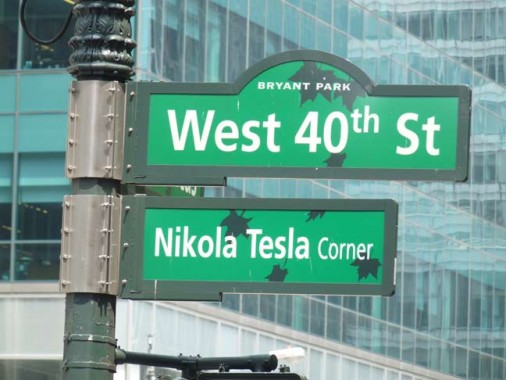 BRYANT PARK
West 40th St
Nikola Tesla Corner